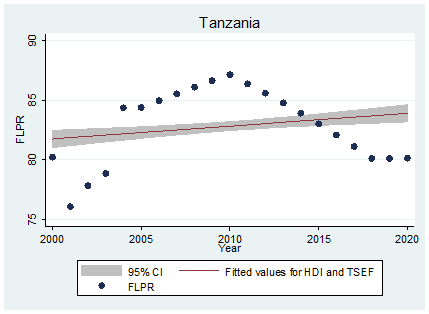 Tanzania
90
85
80
75
FLPR
2000
2005
2010
2015
2020
Year
95% CI
Fitted values for HDI and TSEF
FLPR